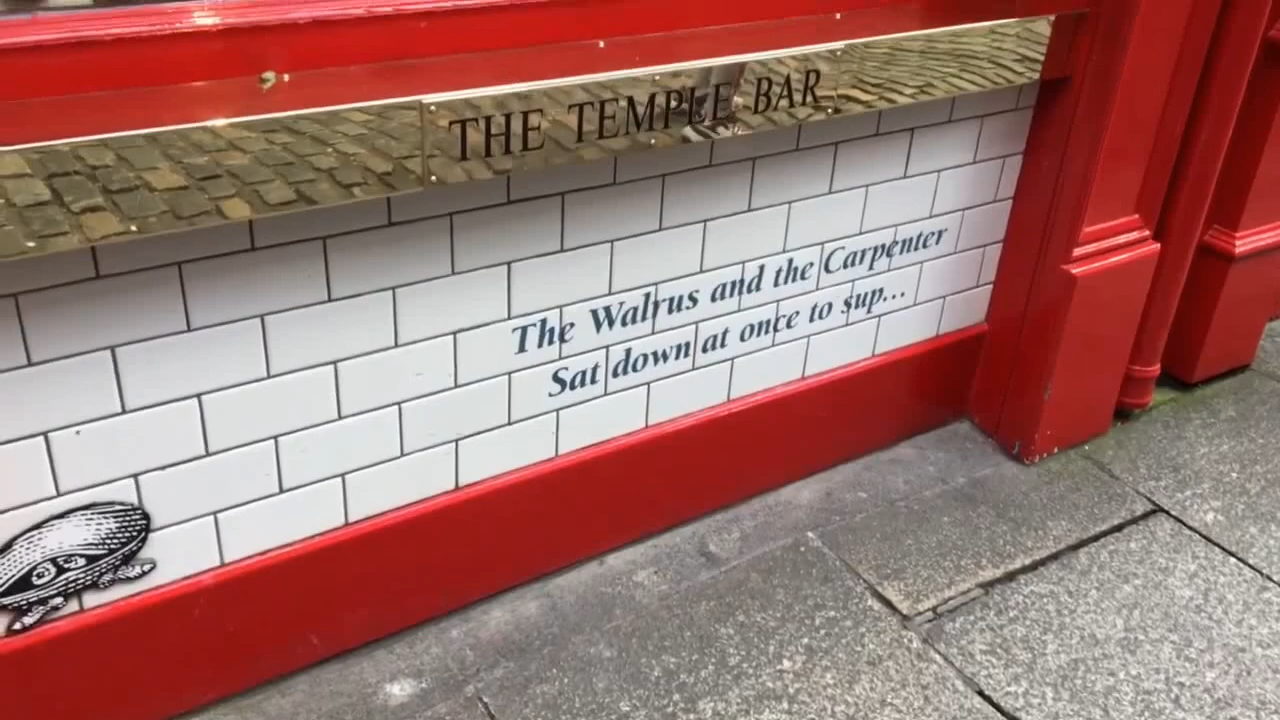 THE TEMPLE BAR
The Walrus and the Carpenter
Sat down at once to sup...